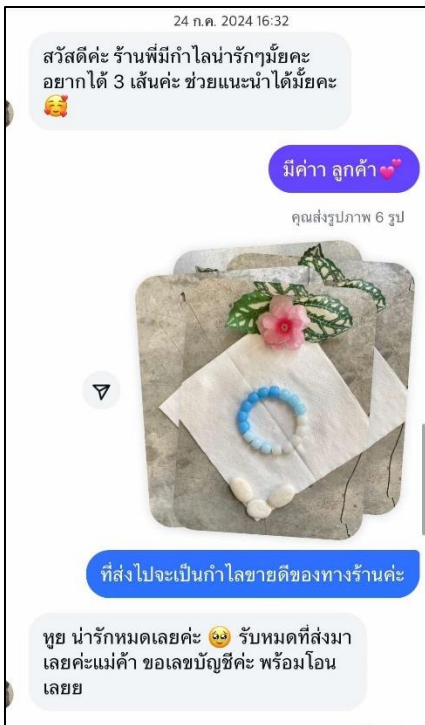 24 ก.ค. 2024 16:32
สวัสดีค่ะ ร้านพี่มีกำไลน่ารักๆมั้ยคะ
อยากได้ 3 เส้นค่ะ ช่วยแนะนำได้มั้ยคะ
🥰
มีค่าา ลูกค้า💕
คุณส่งรูปภาพ 6 รูป
ที่ส่งไปจะเป็นกำไลขายดีของทางร้านค่ะ
หูย น่ารักหมดเลยค่ะ 🥹 รับหมดที่ส่งมา
เลยค่ะแม่ค้า ขอเลขบัญชีค่ะ พร้อมโอน
เลยย